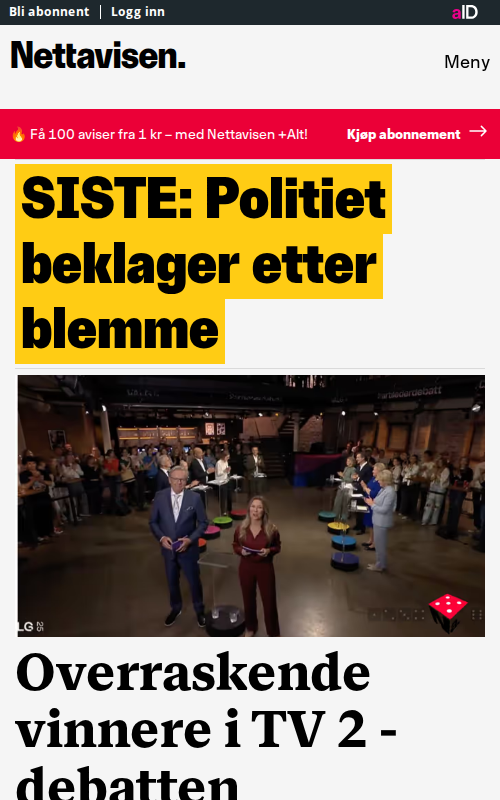 Bli abonnent Logg inn aID
Nettavisen.
Meny
Få 100 aviser fra 1 kr – med Nettavisen +Alt! Kjøp abonnement
SISTE: Politiet
beklager etter
blemme
LG 25
Overraskende
vinnere i TV 2 -
debatten